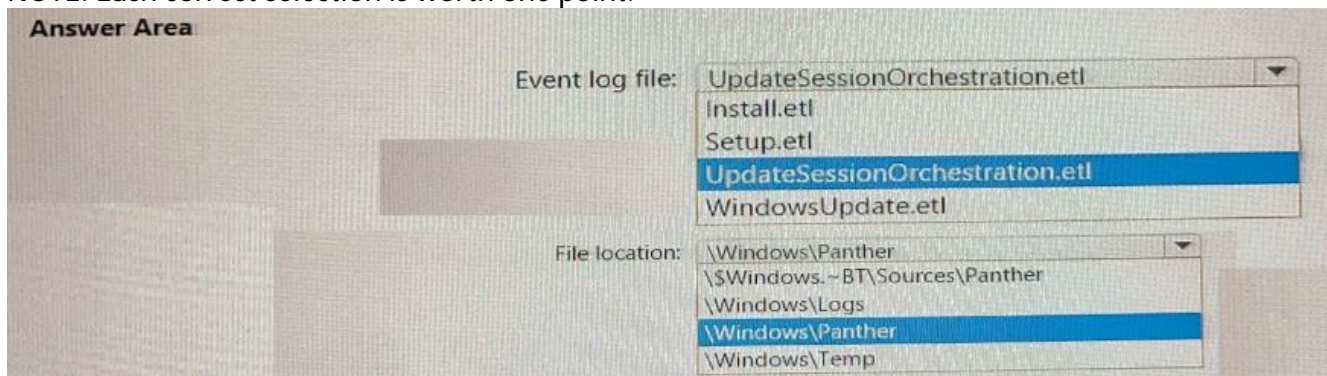 Answer Area
Event log file: UpdateSessionOrchestration.etl
Install.etl
Setup.etl
UpdateSessionOrchestration.etl
WindowsUpdate.etl
File location: \Windows\Panther
\$Windows.~BT\Sources\Panther
\Windows\Logs
\Windows\Panther
\Windows\Temp